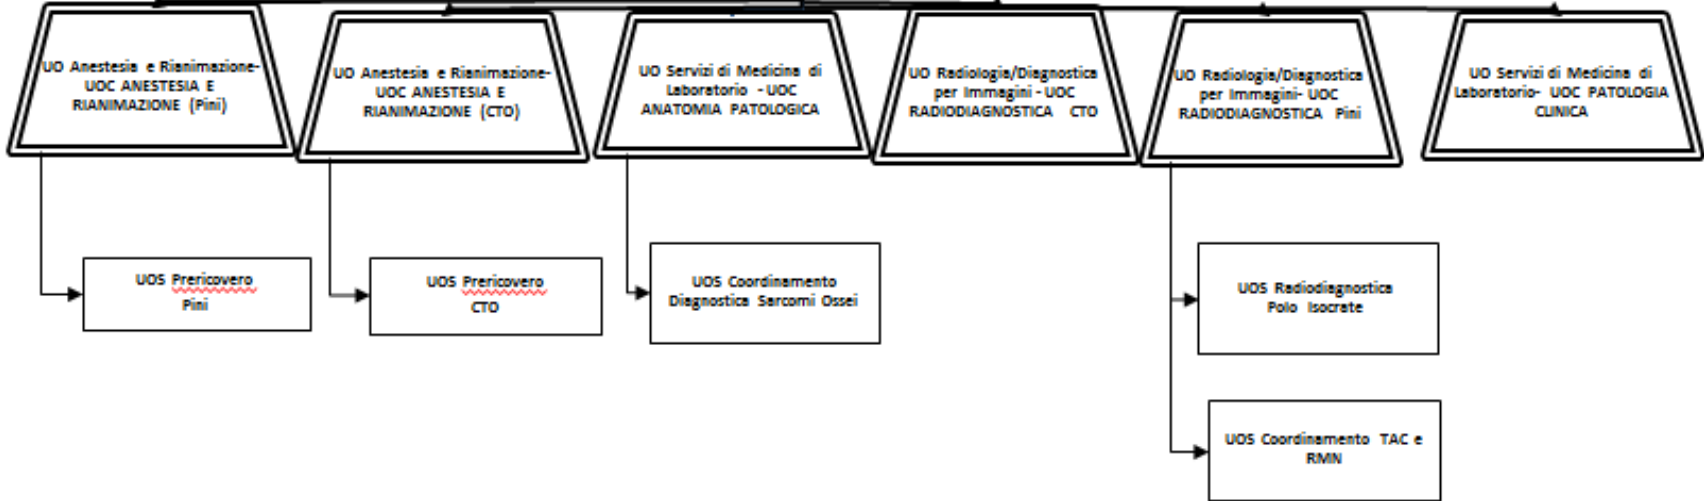 UO Anestesia e Rianimazione-
UOC ANESTESIA E
RIANIMAZIONE (Pini)
UO Anestesia e Rianimazione-
UOC ANESTESIA E
RIANIMAZIONE (CTO)
UO Servizi di Medicina di
Laboratorio - UOC
ANATOMIA PATOLOGICA
UO Radiologia/Diagnostica
per Immagini - UOC
RADIODIAGNOSTICA CTO
UO Radiologia/Diagnostica
per Immagini- UOC
RADIODIAGNOSTICA Pini
UO Servizi di Medicina di
Laboratorio- UOC PATOLOGIA
CLINICA
UOS Prericovero
Pini
UOS Prericovero
CTO
UOS Coordinamento
Diagnostica Sarcomi Ossei
UOS Radiodiagnostica
Polo Isocrate
UOS Coordinamento TAC e
RMN